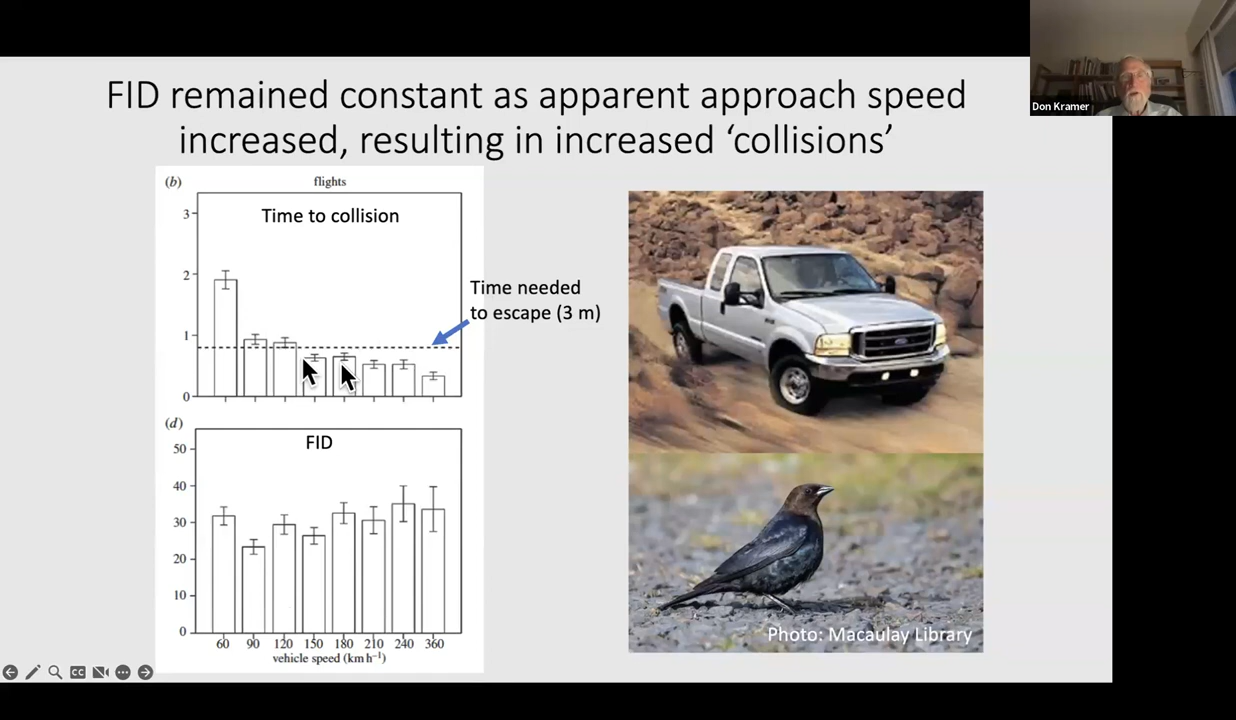 FID remained constant as apparent approach speed
increased, resulting in increased ‘collisions’
Don Kramer
(b)
flights
Time to collision
3
2
1
0
Time needed
to escape (3 m)
(d)
FID
50
40
30
20
10
0
60 90 120 150 180 210 240 360
vehicle speed (km h⁻¹)
Photo: Macaulay Library
CC